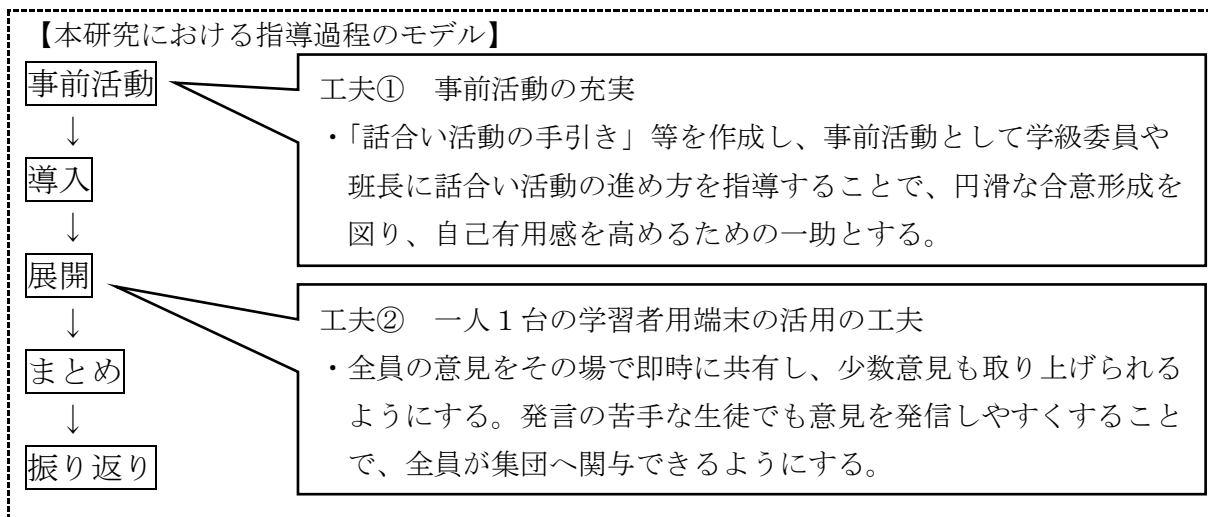 【本研究における指導過程のモデル】
事前活動
↓
導入
↓
展開
↓
まとめ
↓
振り返り
工夫① 事前活動の充実
・「話合い活動の手引き」等を作成し、事前活動として学級委員や
班長に話合い活動の進め方を指導することで、円滑な合意形成を
図り、自己有用感を高めるための一助とする。
工夫② 一人１台の学習者用端末の活用の工夫
・全員の意見をその場で即時に共有し、少数意見も取り上げられる
ようにする。発言の苦手な生徒でも意見を発信しやすくすること
で、全員が集団へ関与できるようにする。